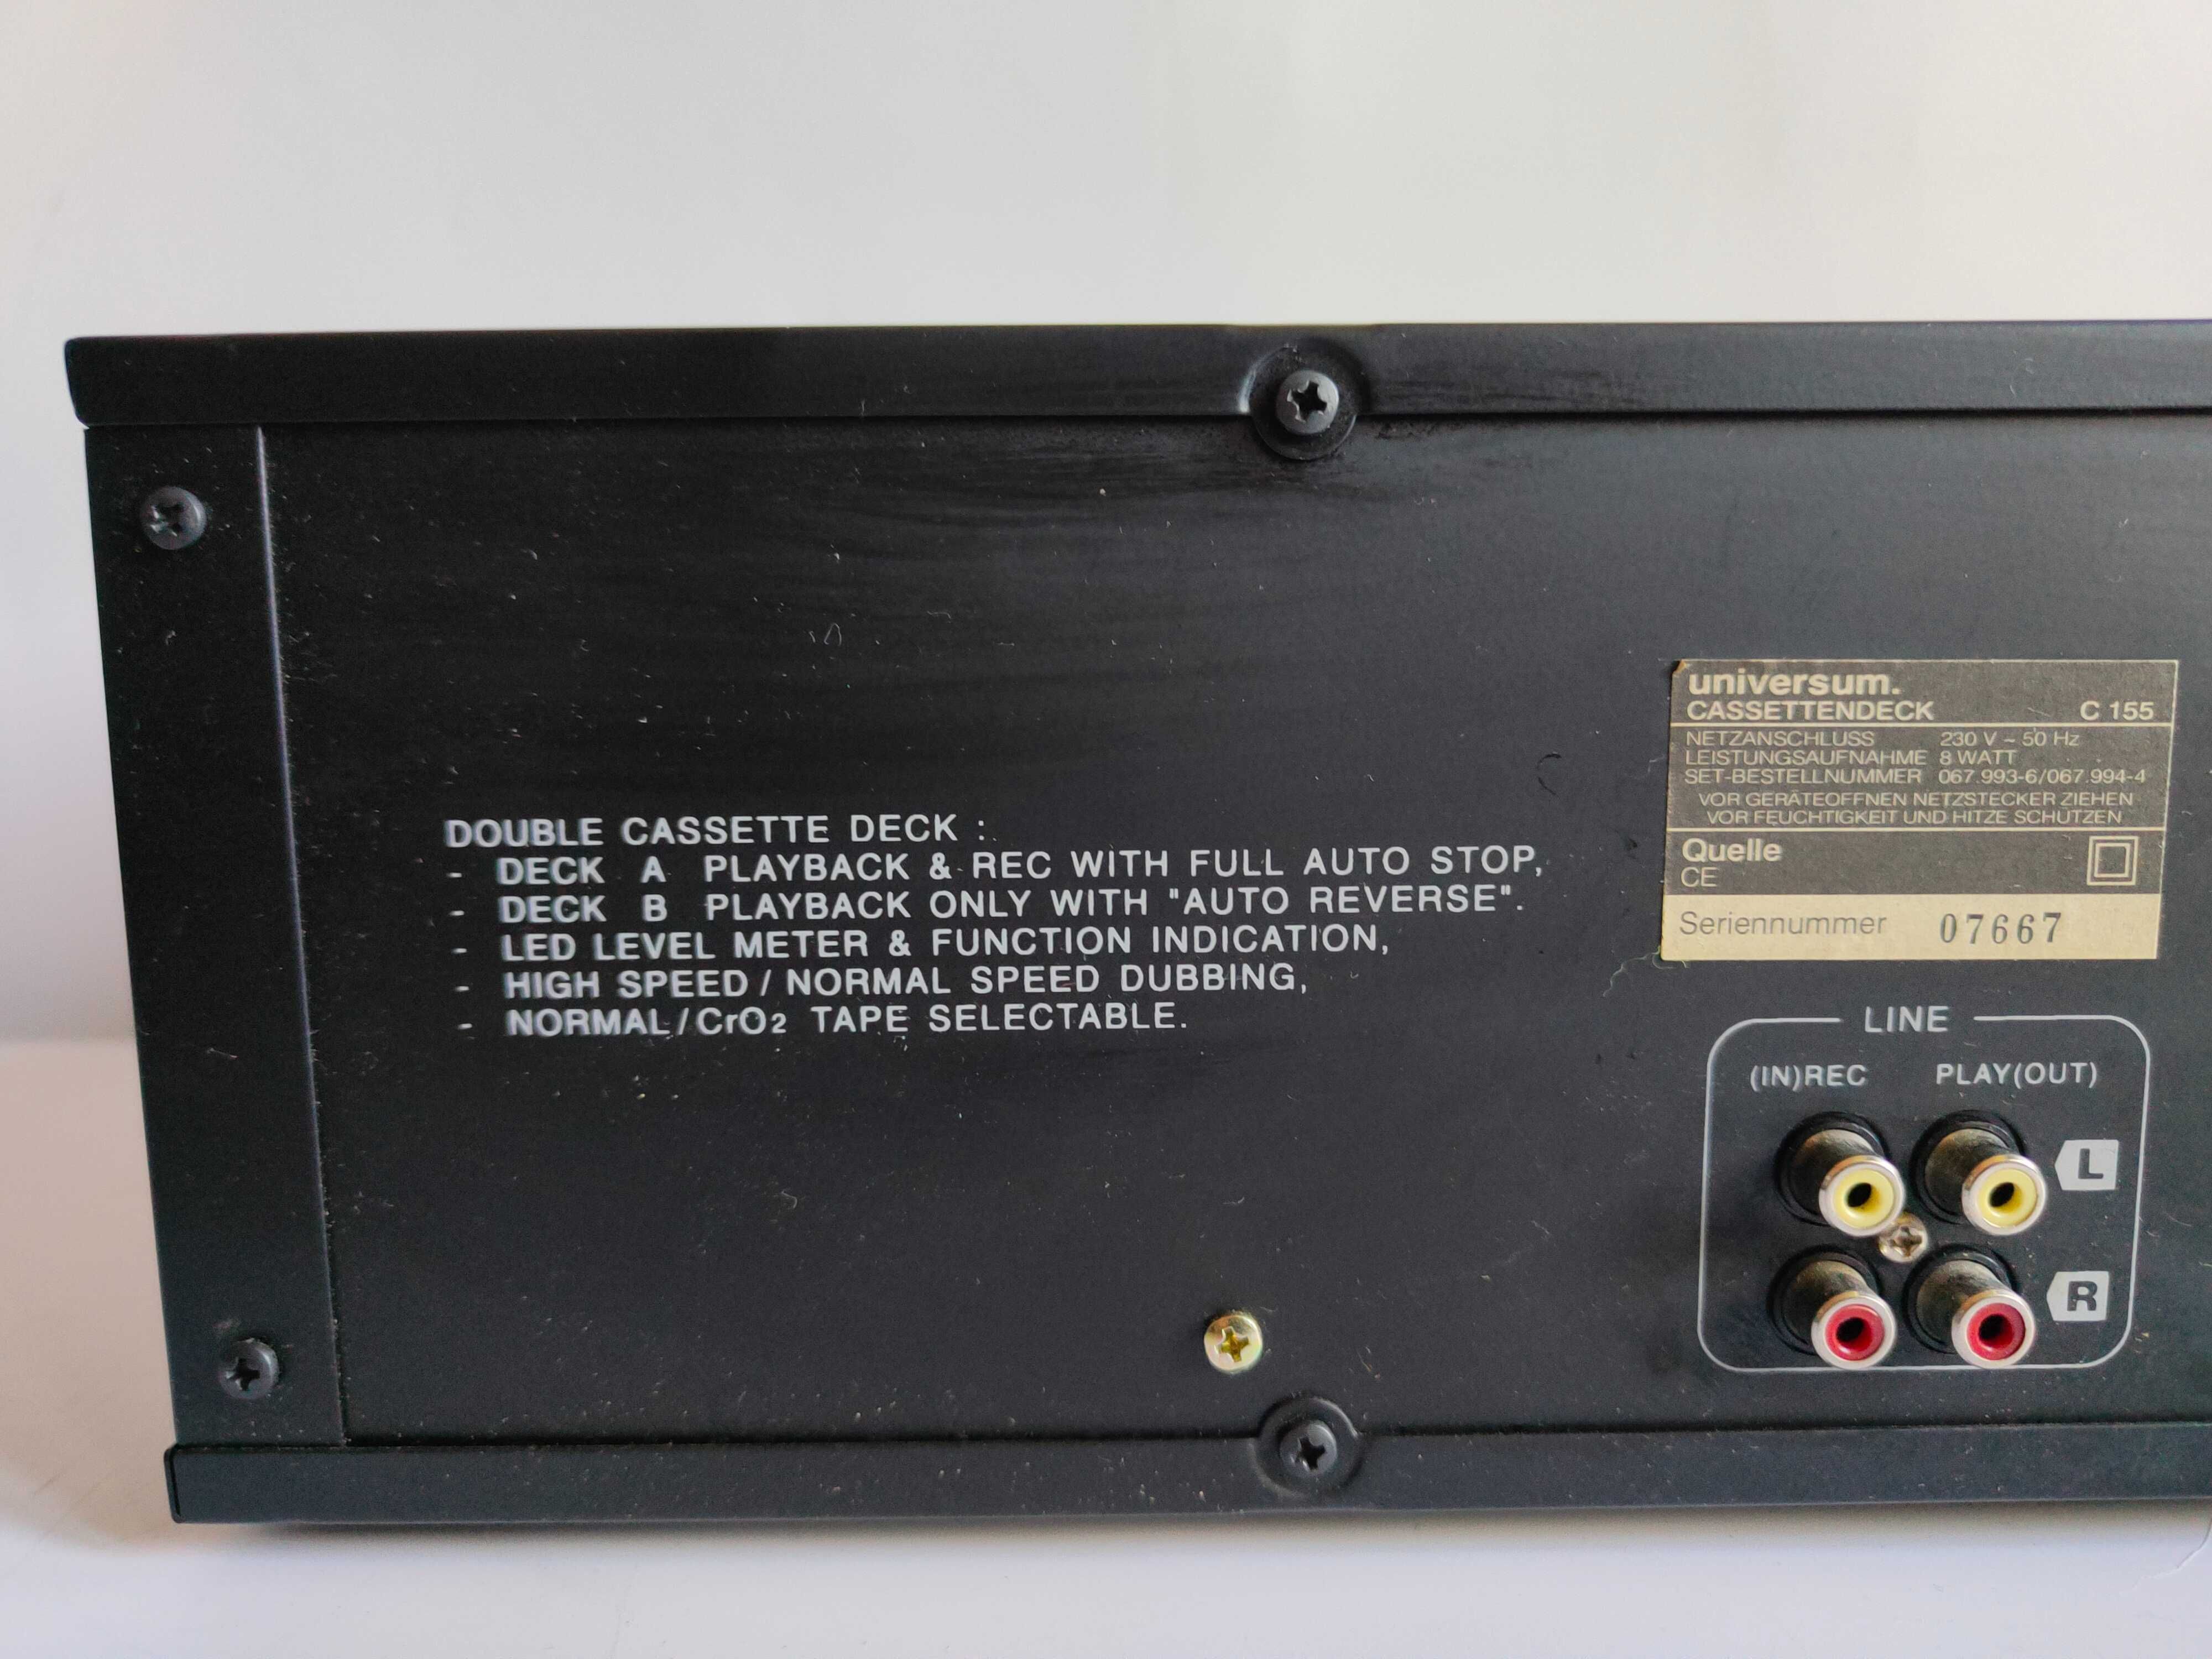 DOUBLE CASSETTE DECK :
- DECK A PLAYBACK & REC WITH FULL AUTO STOP,
- DECK B PLAYBACK ONLY WITH "AUTO REVERSE".
- LED LEVEL METER & FUNCTION INDICATION,
- HIGH SPEED / NORMAL SPEED DUBBING,
- NORMAL/CrO2 TAPE SELECTABLE.
universum.
CASSETTENDECK C 155
NETZANSCHLUSS 230 V ~ 50 Hz
LEISTUNGSAUFNAHME 8 WATT
SET-BESTELLNUMMER 067.993-6/067.994-4
VOR GERÄTEÖFFNEN NETZSTECKER ZIEHEN
VOR FEUCHTIGKEIT UND HITZE SCHÜTZEN
Quelle
CE
Seriennummer 07667
LINE
(IN)REC PLAY(OUT)
L
R